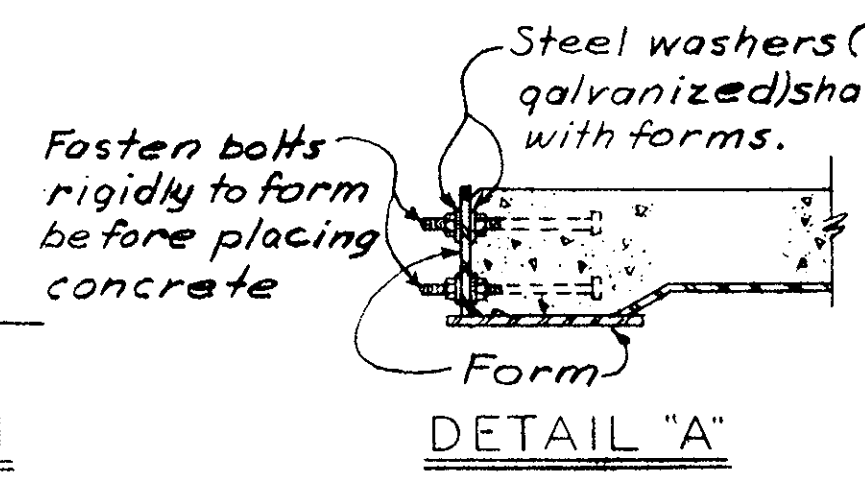 Steel washers (
galvanized) sha
with forms.
Fasten bolts
rigidly to form
before placing
concrete
Form
DETAIL "A"